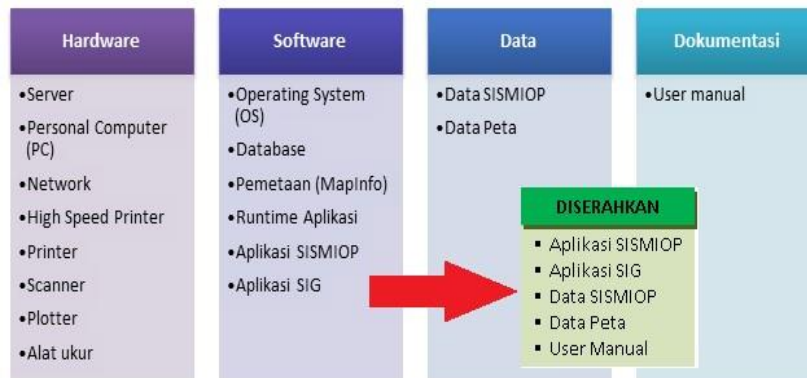 Hardware
•Server
•Personal Computer
(PC)
•Network
•High Speed Printer
•Printer
•Scanner
•Plotter
•Alat ukur
Software
•Operating System
(OS)
•Database
•Pemetaan (MapInfo)
•Runtime Aplikasi
•Aplikasi SISMIOP
•Aplikasi SIG
Data
•Data SISMIOP
•Data Peta
Dokumentasi
•User manual
DISERAHKAN
▪ Aplikasi SISMIOP
▪ Aplikasi SIG
▪ Data SISMIOP
▪ Data Peta
▪ User Manual